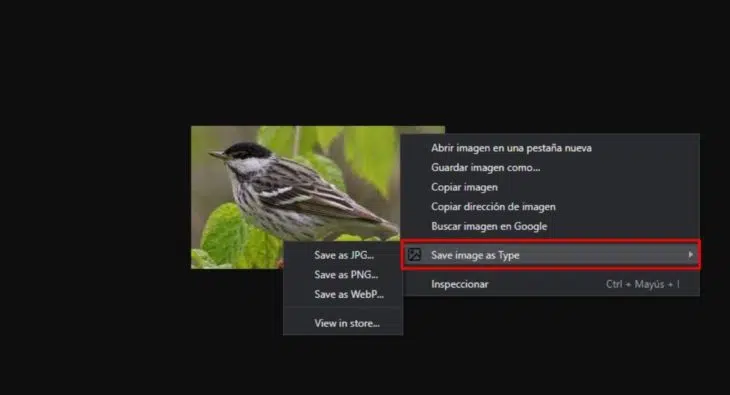 Abrir imagen en una pestaña nueva
Guardar imagen como...
Copiar imagen
Copiar dirección de imagen
Buscar imagen en Google
Save image as Type
Inspeccionar Ctrl + Mayús + I
Save as JPG...
Save as PNG...
Save as WebP...
View in store...